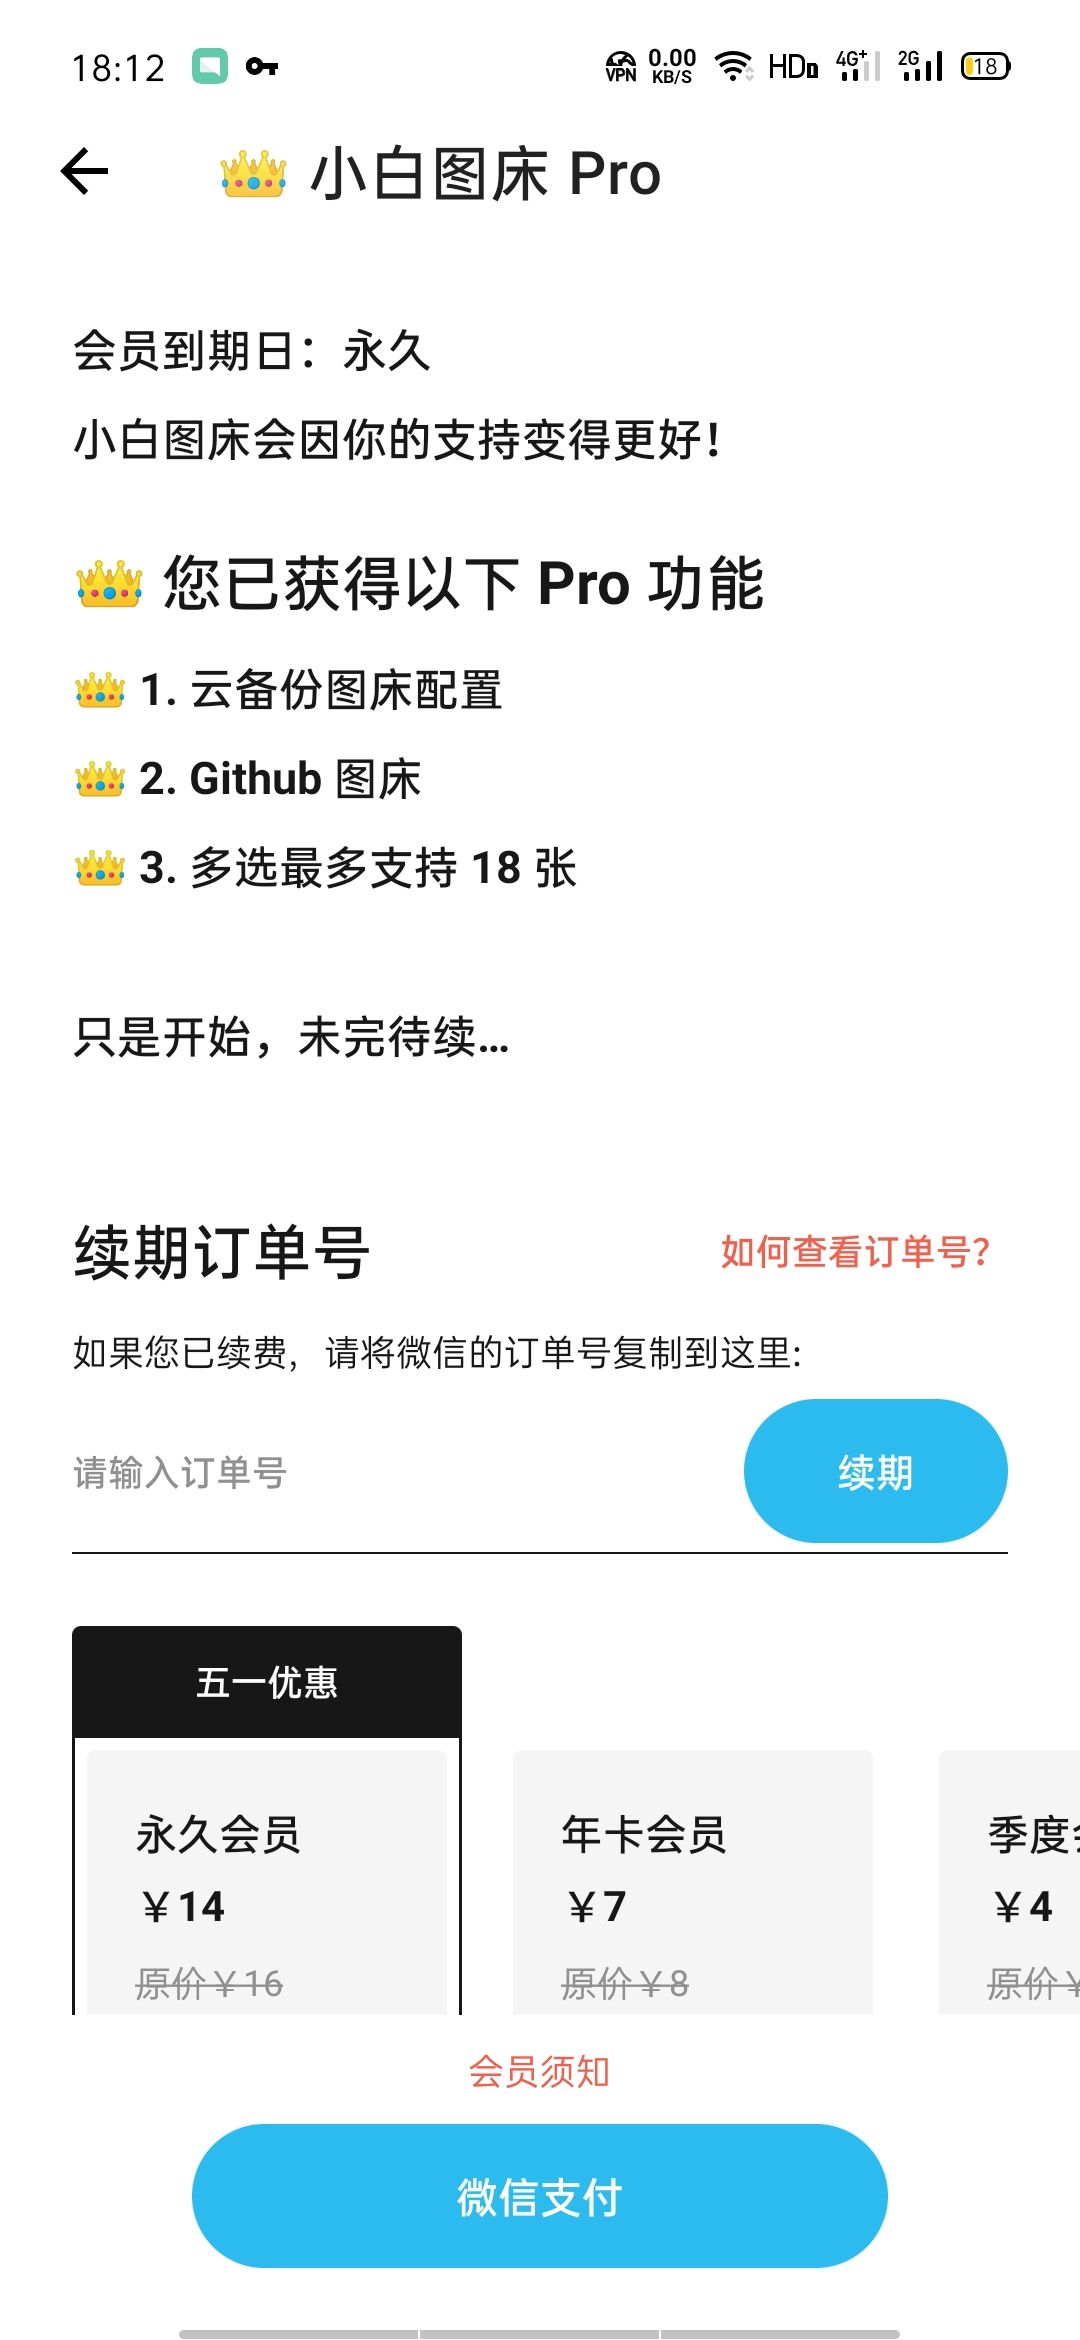 18:12
VPN 0.00 KB/S HD 4G+ 2G 18
小白图床 Pro
会员到期日：永久
小白图床会因你的支持变得更好！
您已获得以下 Pro 功能
1. 云备份图床配置
2. Github 图床
3. 多选最多支持 18 张
只是开始，未完待续...
续期订单号
如何查看订单号？
如果您已续费，请将微信的订单号复制到这里:
请输入订单号
续期
五一优惠
永久会员
年卡会员
季度
￥14
￥7
￥4
原价￥16
原价￥8
原价￥
会员须知
微信支付